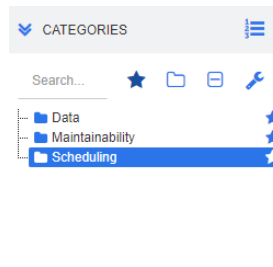 CATEGORIES
Search...
Data
Maintainability
Scheduling